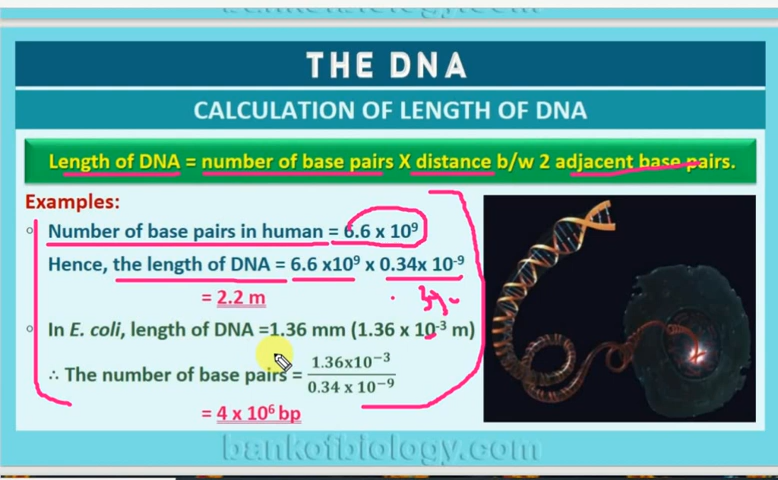 bankofbiology.com
THE DNA
CALCULATION OF LENGTH OF DNA
Length of DNA = number of base pairs X distance b/w 2 adjacent base pairs.
Examples:
◦ Number of base pairs in human = 6.6 x 10⁹
Hence, the length of DNA = 6.6 x10⁹ x 0.34x 10⁻⁹
= 2.2 m
◦ In E. coli, length of DNA =1.36 mm (1.36 x 10⁻³ m)
∴ The number of base pairs = 1.36x10⁻³ / 0.34 x 10⁻⁹
= 4 x 10⁶ bp
bankofbiology.com